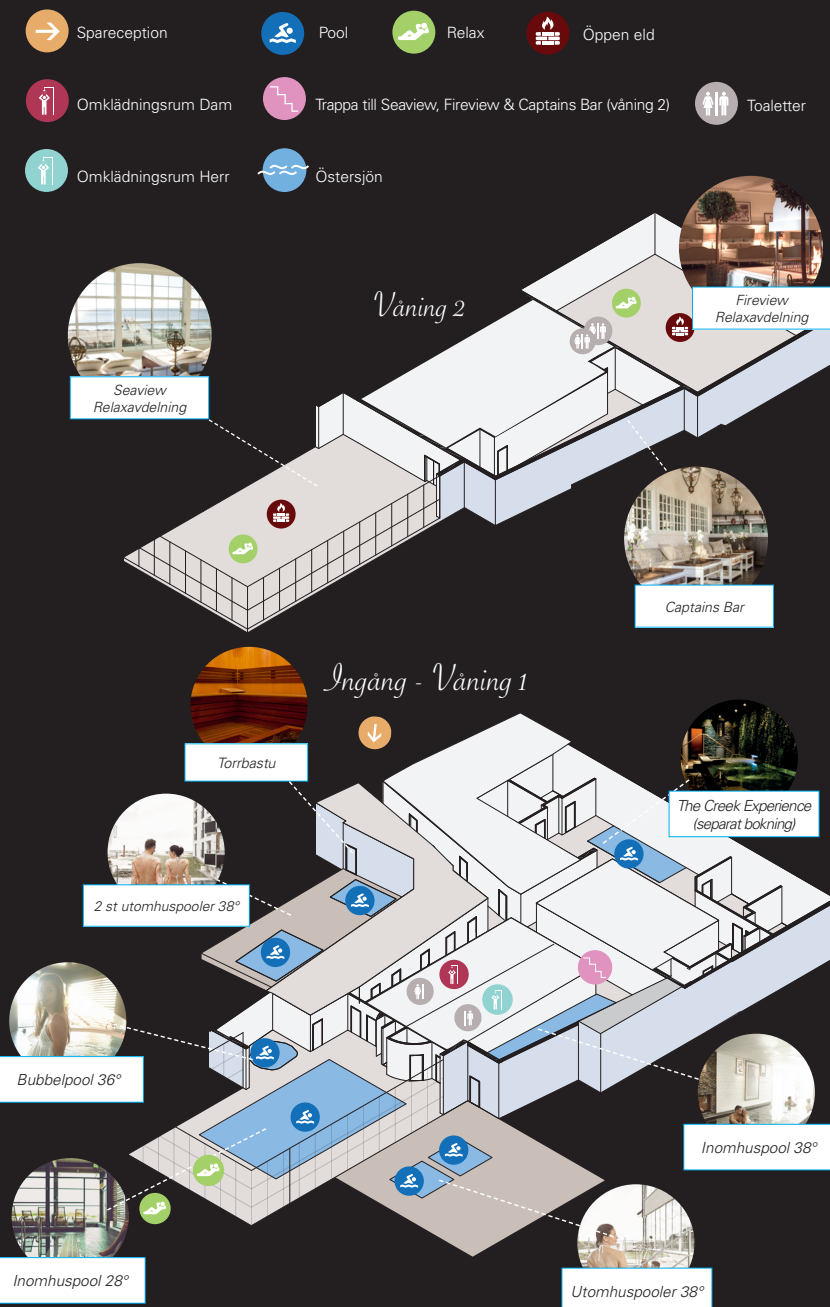 Spareception
Pool
Relax
Öppen eld
Omklädningsrum Dam
Trappa till Seaview, Fireview & Captains Bar (våning 2)
Toaletter
Omklädningsrum Herr
Östersjön
Våning 2
Fireview
Relaxavdelning
Seaview
Relaxavdelning
Captains Bar
Ingång - Våning 1
Torrbastu
The Creek Experience
(separat bokning)
2 st utomhuspooler 38°
Bubbelpool 36°
Inomhuspool 38°
Inomhuspool 28°
Utomhuspooler 38°